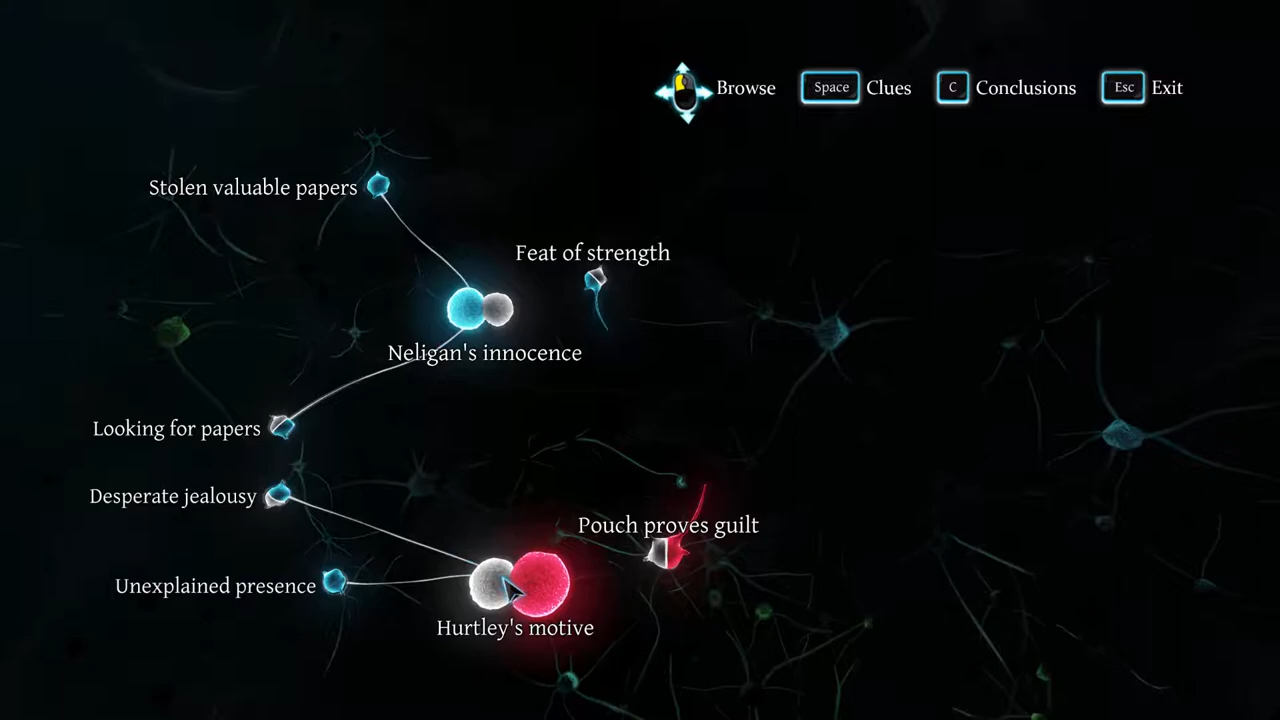 Browse
Space
Clues
C
Conclusions
Esc
Exit
Stolen valuable papers
Feat of strength
Neligan's innocence
Looking for papers
Desperate jealousy
Pouch proves guilt
Unexplained presence
Hurtley's motive